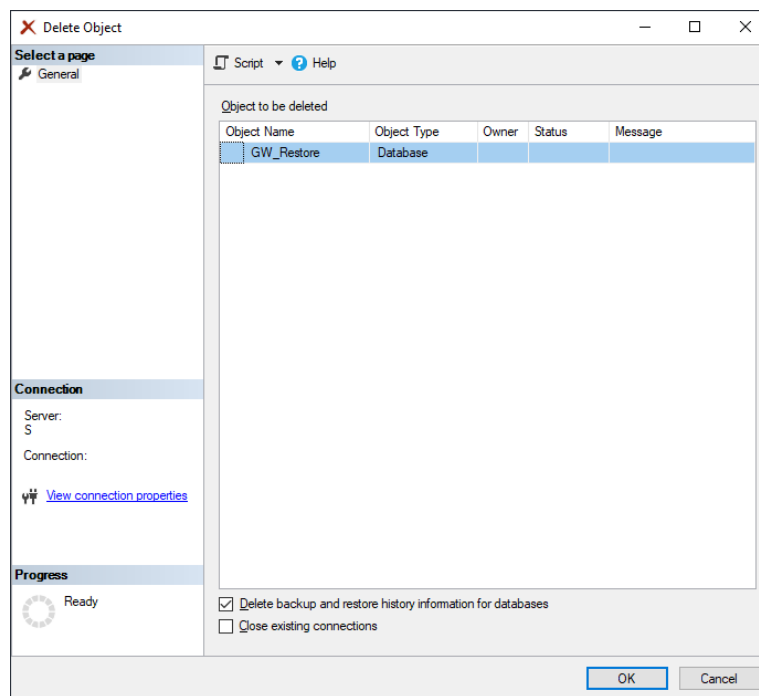 Delete Object
Select a page
General
Script
Help
Object to be deleted
Object Name Object Type Owner Status Message
GW_Restore Database
Connection
Server:
S
Connection:
View connection properties
Progress
Ready
Delete backup and restore history information for databases
Close existing connections
OK Cancel